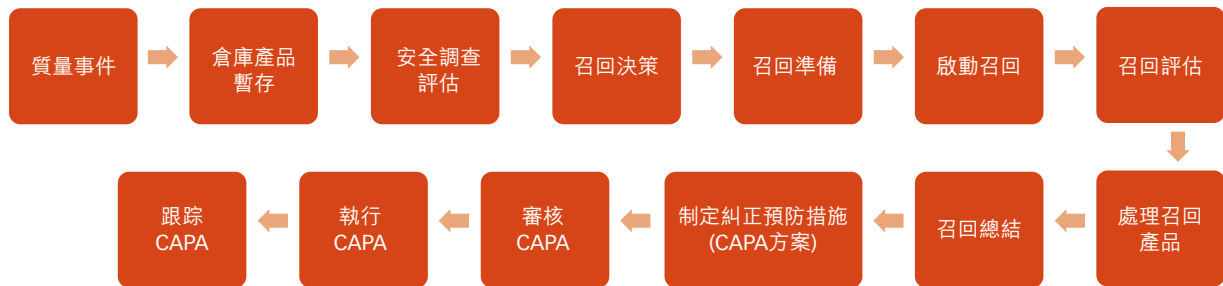 質量事件
倉庫產品
暫存
安全調查
評估
召回決策
召回準備
啟動召回
召回評估
處理召回
產品
召回總結
制定糾正預防措施
(CAPA方案)
審核
CAPA
執行
CAPA
跟踪
CAPA